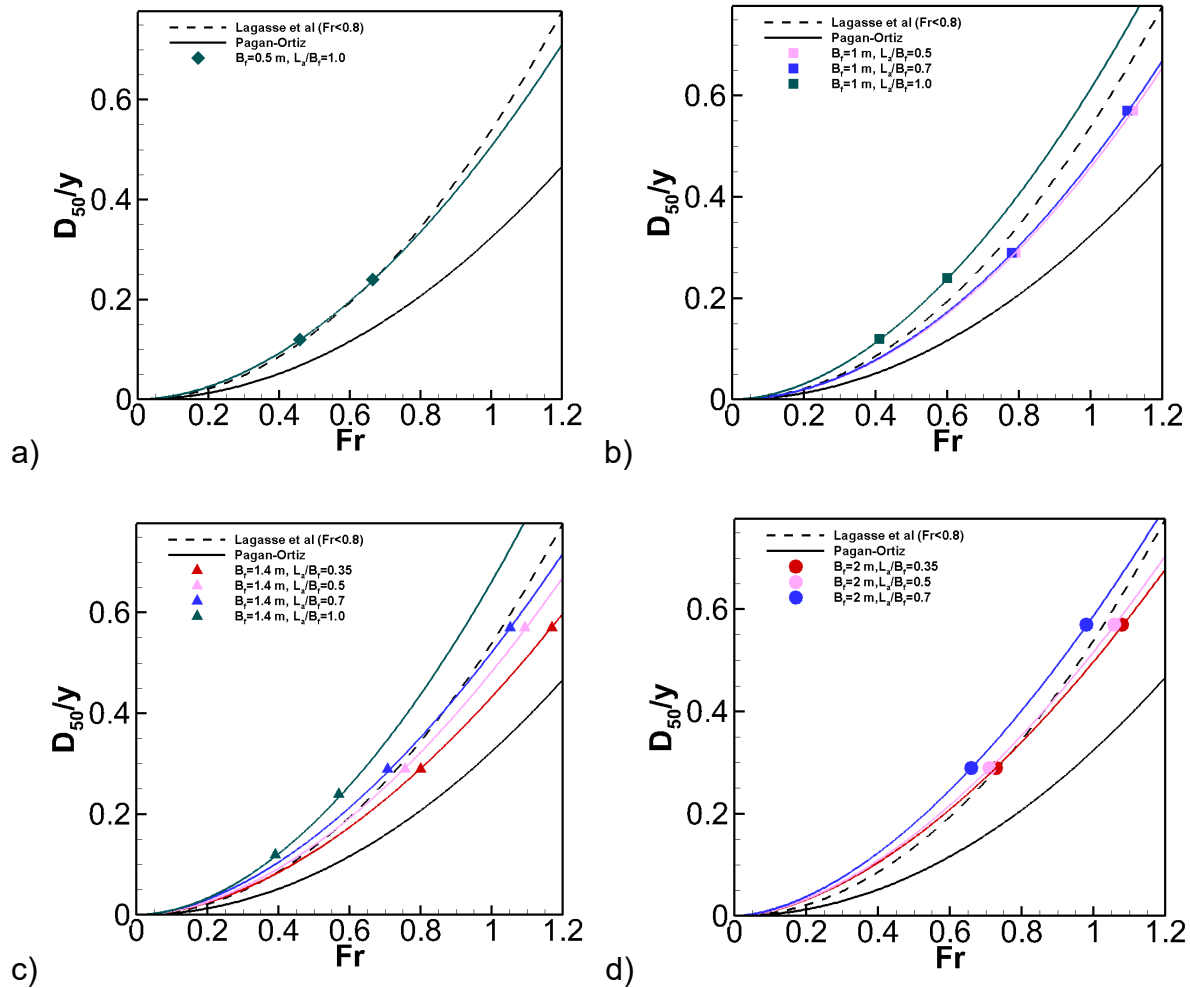 Lagasse et al (Fr<0.8)
Pagan-Ortiz
Bf=0.5 m, La/Bf=1.0
D50/y
0.6
0.4
0.2
0
0 0.2 0.4 0.6 0.8 1 1.2
Fr
a)
Lagasse et al (Fr<0.8)
Pagan-Ortiz
Bf=1 m, La/Bf=0.5
Bf=1 m, La/Bf=0.7
Bf=1 m, La/Bf=1.0
D50/y
0.6
0.4
0.2
0
0 0.2 0.4 0.6 0.8 1 1.2
Fr
b)
Lagasse et al (Fr<0.8)
Pagan-Ortiz
Bf=1.4 m, La/Bf=0.35
Bf=1.4 m, La/Bf=0.5
Bf=1.4 m, La/Bf=0.7
Bf=1.4 m, La/Bf=1.0
D50/y
0.6
0.4
0.2
0
0 0.2 0.4 0.6 0.8 1 1.2
Fr
c)
Lagasse et al (Fr<0.8)
Pagan-Ortiz
Bf=2 m,La/Bf=0.35
Bf=2 m,La/Bf=0.5
Bf=2 m,La/Bf=0.7
D50/y
0.6
0.4
0.2
0
0 0.2 0.4 0.6 0.8 1 1.2
Fr
d)